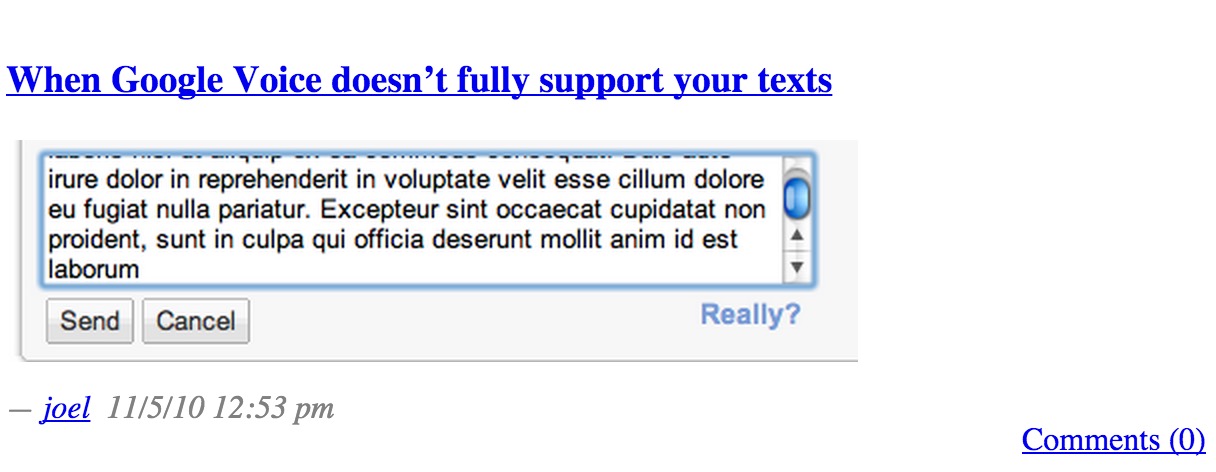 When Google Voice doesn’t fully support your texts
irure dolor in reprehenderit in voluptate velit esse cillum dolore
eu fugiat nulla pariatur. Excepteur sint occaecat cupidatat non
proident, sunt in culpa qui officia deserunt mollit anim id est
laborum
Send Cancel Really?
— joel 11/5/10 12:53 pm
Comments (0)